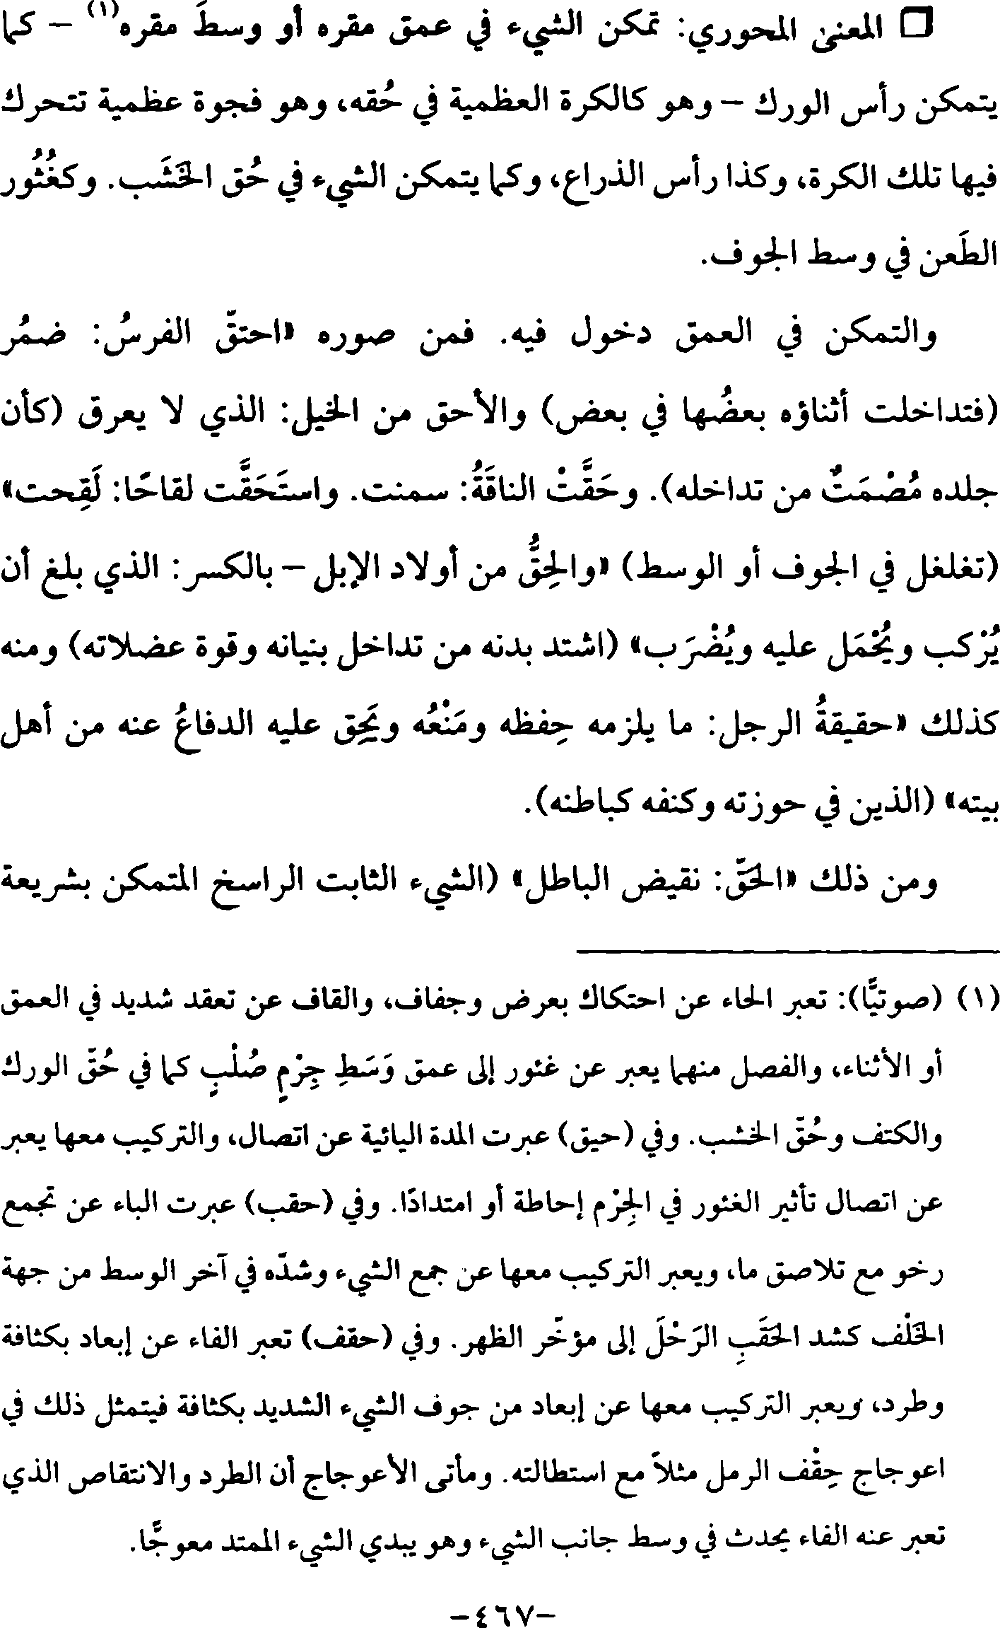 □ المعنى المحوري: تمكن الشيء في عمق مقره أو وسطَ مقره(١) – كما
يتمكن رأس الورك – وهو كالكرة العظمية في حُقه، وهو فجوة عظمية تتحرك
فيها تلك الكرة، وكذا رأس الذراع، وكما يتمكن الشيء في حُق الخَشَب. وكغُئُور
الطَعن في وسط الجوف.
والتمكن في العمق دخول فيه. فمن صوره «احتقّ الفرسُ: ضمُر
(فتداخلت أثناؤه بعضُها في بعض) والأحق من الخيل: الذي لا يعرق (كأن
جلده مُصْمَتٌ من تداخله). وحَقَّتْ الناقَةُ: سمنت. واستَحَقَّت لقاحًا: لَقِحت»
(تغلغل في الجوف أو الوسط) «والحِقُّ من أولاد الإبل – بالكسر: الذي بلغ أن
يُرْكب ويُحْمَل عليه ويُضْرَب» (اشتد بدنه من تداخل بنيانه وقوة عضلاته) ومنه
كذلك «حقيقةُ الرجل: ما يلزمه حِفظه ومَنْعُه ويَحِق عليه الدفاعُ عنه من أهل
بيته» (الذين في حوزته وكنفه كباطنه).
ومن ذلك «الحَقّ: نقيض الباطل» (الشيء الثابت الراسخ المتمكن بشريعة
(١) (صوتيًّا): تعبر الحاء عن احتكاك بعرض وجفاف، والقاف عن تعقد شديد في العمق
أو الأثناء، والفصل منهما يعبر عن غئور إلى عمق وَسَطِ جِرْمٍ صُلْبٍ كما في حُقّ الورك
والكتف وحُقّ الخشب. وفي (حيق) عبرت المدة اليائية عن اتصال، والتركيب معها يعبر
عن اتصال تأثير الغئور في الجِرْم إحاطة أو امتدادًا. وفي (حقب) عبرت الباء عن تجمع
رخو مع تلاصق ما، ويعبر التركيب معها عن جمع الشيء وشدّه في آخر الوسط من جهة
الخَلْف كشد الحَقَبِ الرَحْلَ إلى مؤخّر الظهر. وفي (حقف) تعبر الفاء عن إبعاد بكثافة
وطرد، ويعبر التركيب معها عن إبعاد من جوف الشيء الشديد بكثافة فيتمثل ذلك في
اعوجاج حِقْف الرمل مثلاً مع استطالته. ومأتى الأعوجاج أن الطرد والانتقاص الذي
تعبر عنه الفاء يحدث في وسط جانب الشيء وهو يبدي الشيء الممتد معوجًّا.
–٤٦٧–